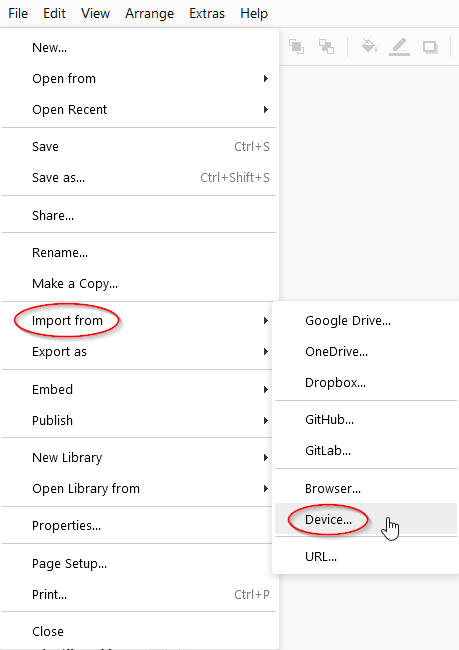 File Edit View Arrange Extras Help
New...
Open from
Open Recent
Save Ctrl+S
Save as... Ctrl+Shift+S
Share...
Rename...
Make a Copy...
Import from
Export as
Embed
Publish
New Library
Open Library from
Properties...
Page Setup...
Print... Ctrl+P
Close
Google Drive...
OneDrive...
Dropbox...
GitHub...
GitLab...
Browser...
Device...
URL...